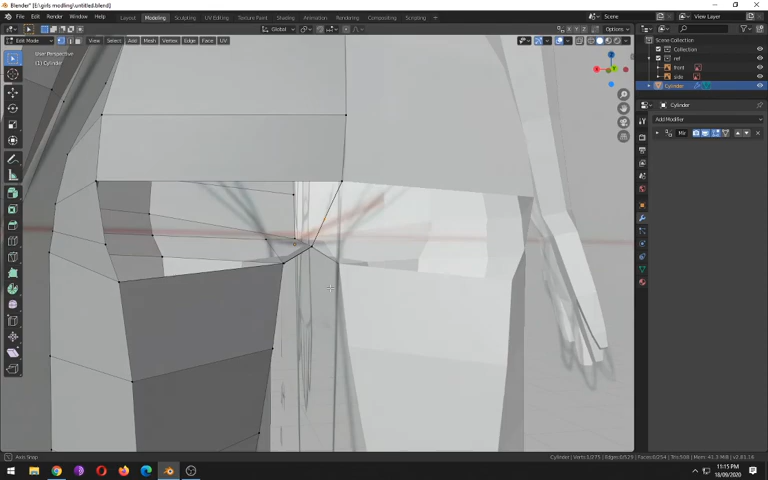 Blender* [E:\girls modling\untitled.blend]
File Edit Render Window Help Layout Modeling Sculpting UV Editing Texture Paint Shading Animation Rendering Compositing Scripting Scene View Layer
Global Options
Edit Mode View Select Add Mesh Vertex Edge Face UV
User Perspective
(1) Cylinder
Scene Collection
Collection
ref
front
side
Cylinder
Cylinder
Add Modifier
Mir
Axis Snap
11:15 PM
18/09/2020